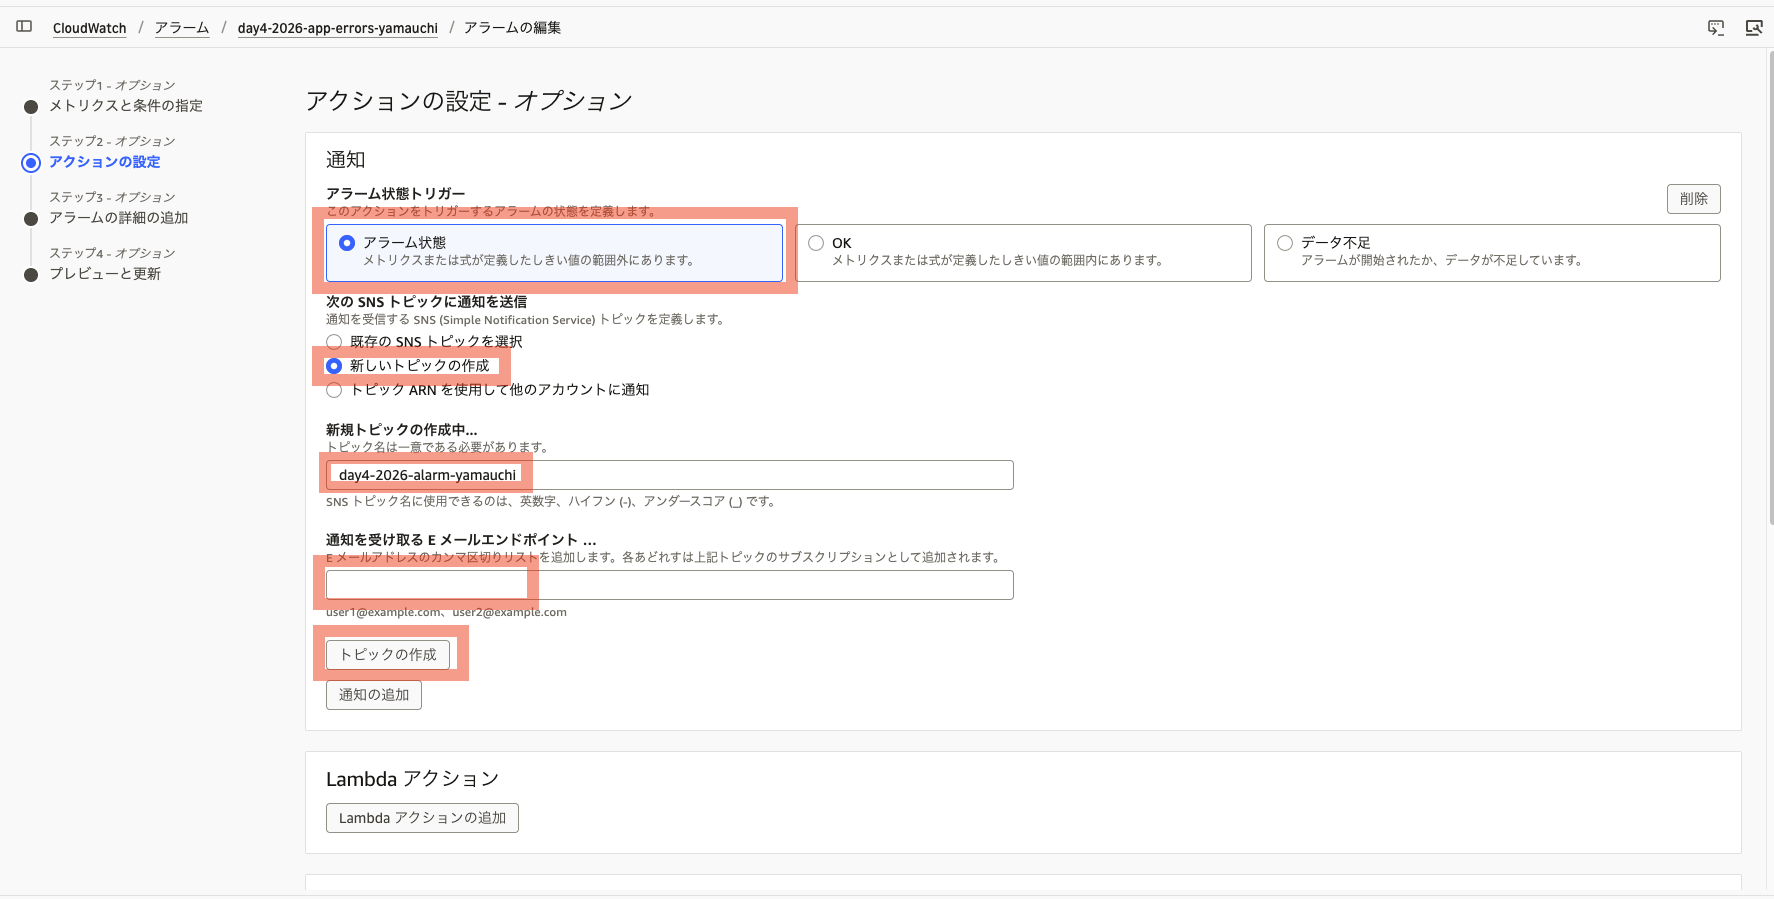 CloudWatch / アラーム / day4-2026-app-errors-yamauchi / アラームの編集
ステップ1 - オプション
メトリクスと条件の指定
ステップ2 - オプション
アクションの設定
ステップ3 - オプション
アラームの詳細の追加
ステップ4 - オプション
プレビューと更新
アクションの設定 - オプション
通知
アラーム状態トリガー
このアクションをトリガーするアラームの状態を定義します。
削除
アラーム状態
メトリクスまたは式が定義したしきい値の範囲外にあります。
OK
メトリクスまたは式が定義したしきい値の範囲内にあります。
データ不足
アラームが開始されたか、データが不足しています。
次の SNS トピックに通知を送信
通知を受信する SNS (Simple Notification Service) トピックを定義します。
既存の SNS トピックを選択
新しいトピックの作成
トピック ARN を使用して他のアカウントに通知
新規トピックの作成中...
トピック名は一意である必要があります。
day4-2026-alarm-yamauchi
SNS トピック名に使用できるのは、英数字、ハイフン (-)、アンダースコア (_) です。
通知を受け取る E メールエンドポイント ...
E メールアドレスのカンマ区切りリストを追加します。各あどれすは上記トピックのサブスクリプションとして追加されます。
user1@example.com、user2@example.com
トピックの作成
通知の追加
Lambda アクション
Lambda アクションの追加